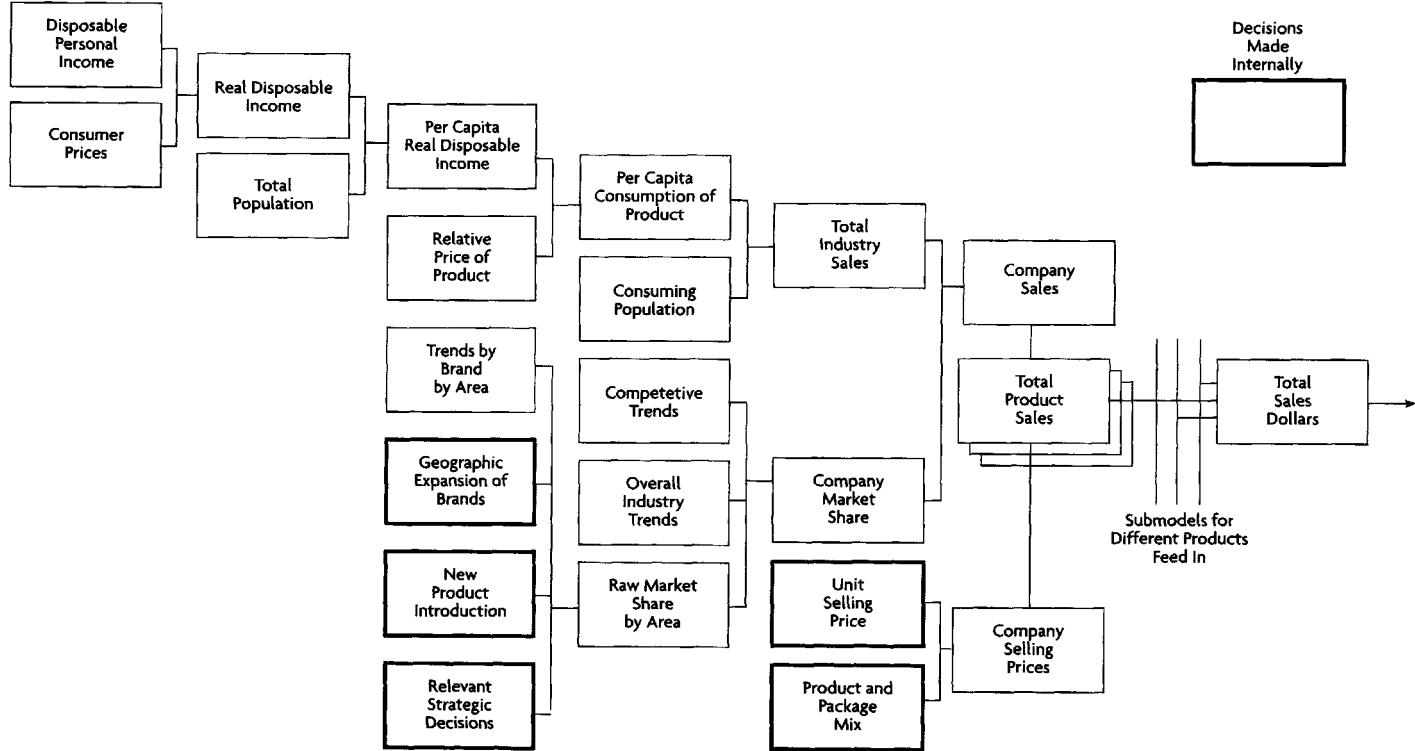 Disposable
Personal
Income
Consumer
Prices
Real Disposable
Income
Total
Population
Per Capita
Real Disposable
Income
Relative
Price of
Product
Trends by
Brand
by Area
Geographic
Expansion of
Brands
New
Product
Introduction
Relevant
Strategic
Decisions
Per Capita
Consumption of
Product
Consuming
Population
Competetive
Trends
Overall
Industry
Trends
Raw Market
Share
by Area
Total
Industry
Sales
Company
Market
Share
Unit
Selling
Price
Product and
Package
Mix
Company
Sales
Total
Product
Sales
Company
Selling
Prices
Submodels for
Different Products
Feed In
Total
Sales
Dollars
Decisions
Made
Internally